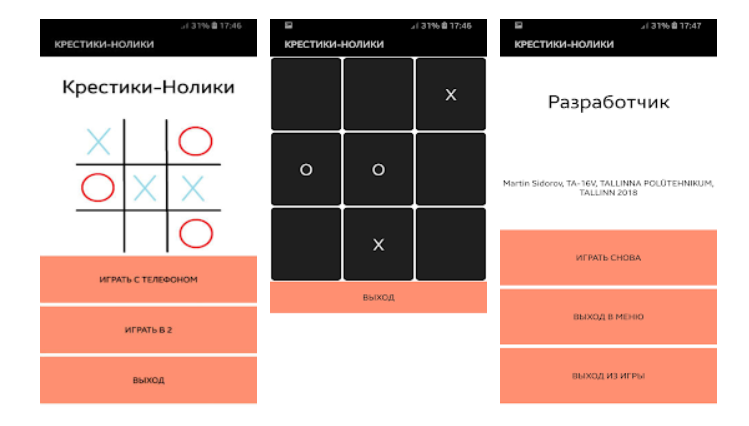 31% 17:46
КРЕСТИКИ-НОЛИКИ
Крестики-Нолики
X O
O X X
O
ИГРАТЬ С ТЕЛЕФОНОМ
ИГРАТЬ В 2
ВЫХОД
31% 17:46
КРЕСТИКИ-НОЛИКИ
X
O O
X
ВЫХОД
31% 17:47
КРЕСТИКИ-НОЛИКИ
Разработчик
Martin Sidorov, TA-16V, TALLINNA POLÜTEHNIKUM,
TALLINN 2018
ИГРАТЬ СНОВА
ВЫХОД В МЕНЮ
ВЫХОД ИЗ ИГРЫ